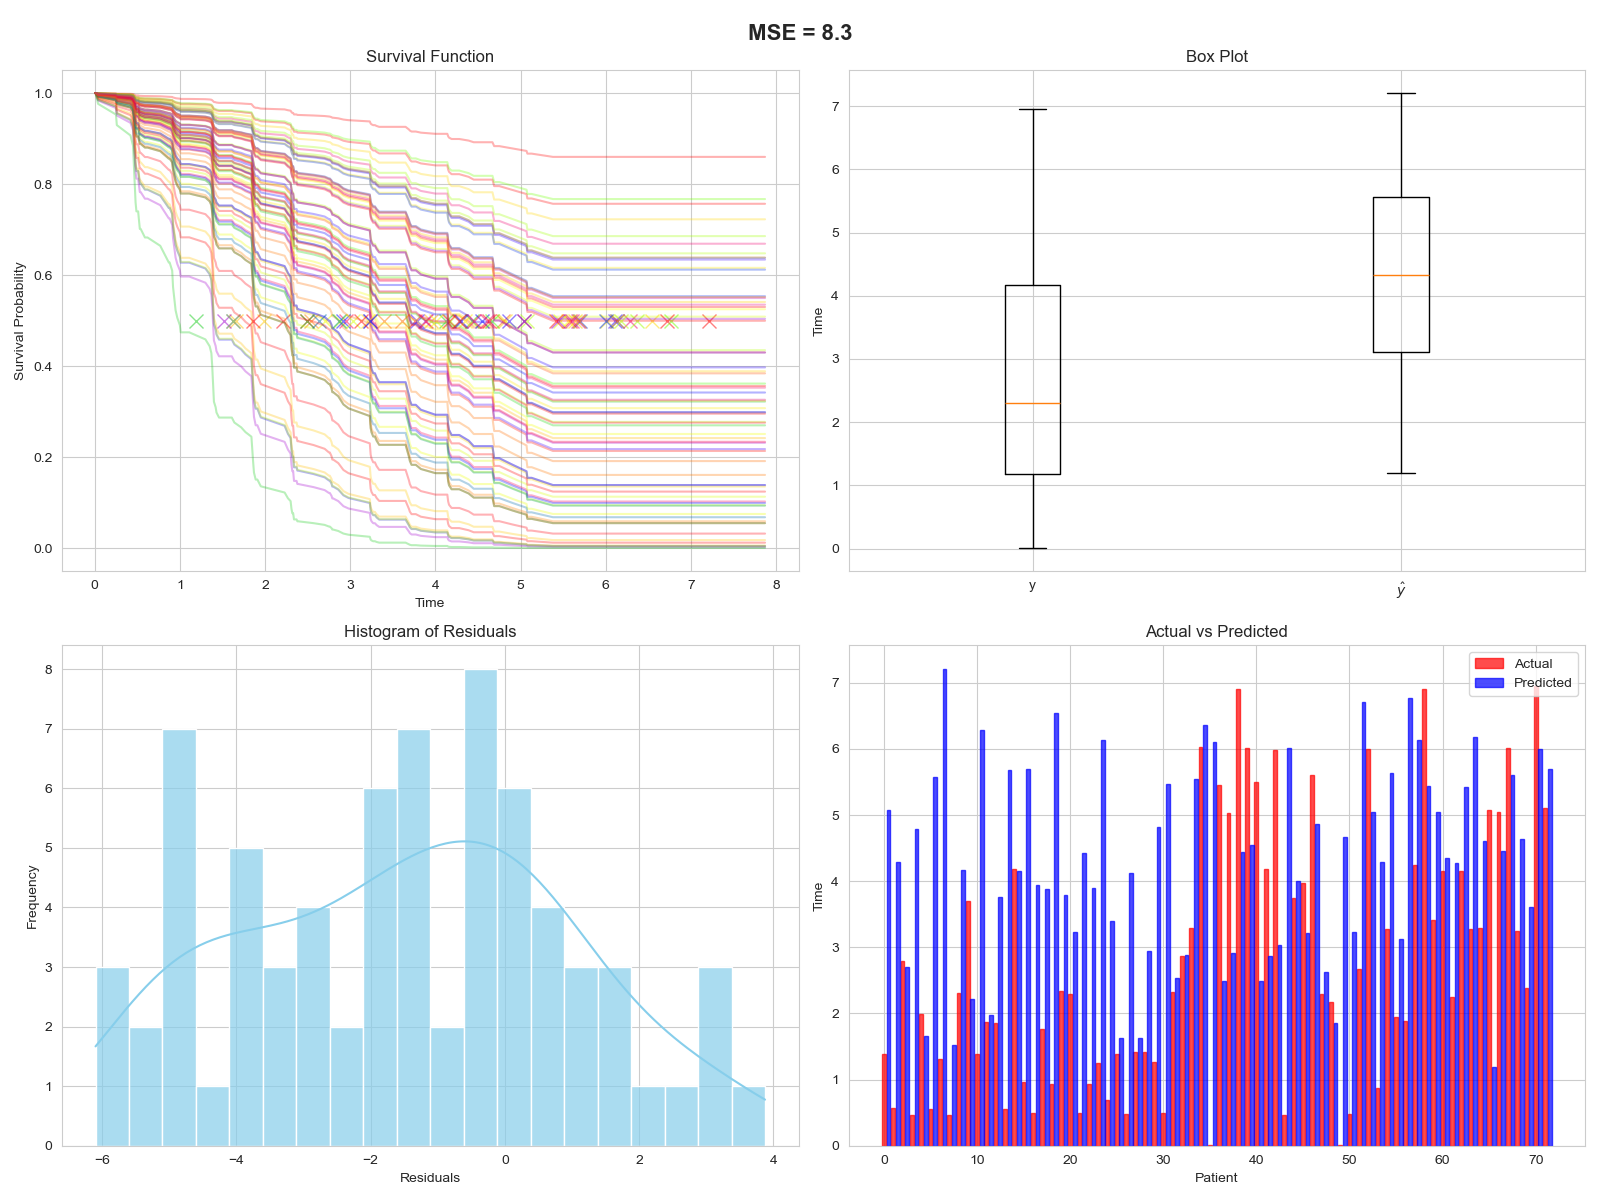 MSE = 8.3
Survival Function
1.0
0.8
0.6
0.4
0.2
0.0
Survival Probability
0 1 2 3 4 5 6 7 8
Time
Box Plot
7
6
5
4
3
2
1
0
Time
y ŷ
Histogram of Residuals
8
7
6
5
4
3
2
1
0
Frequency
−6 −4 −2 0 2 4
Residuals
Actual vs Predicted
Actual
Predicted
7
6
5
4
3
2
1
0
Time
0 10 20 30 40 50 60 70
Patient